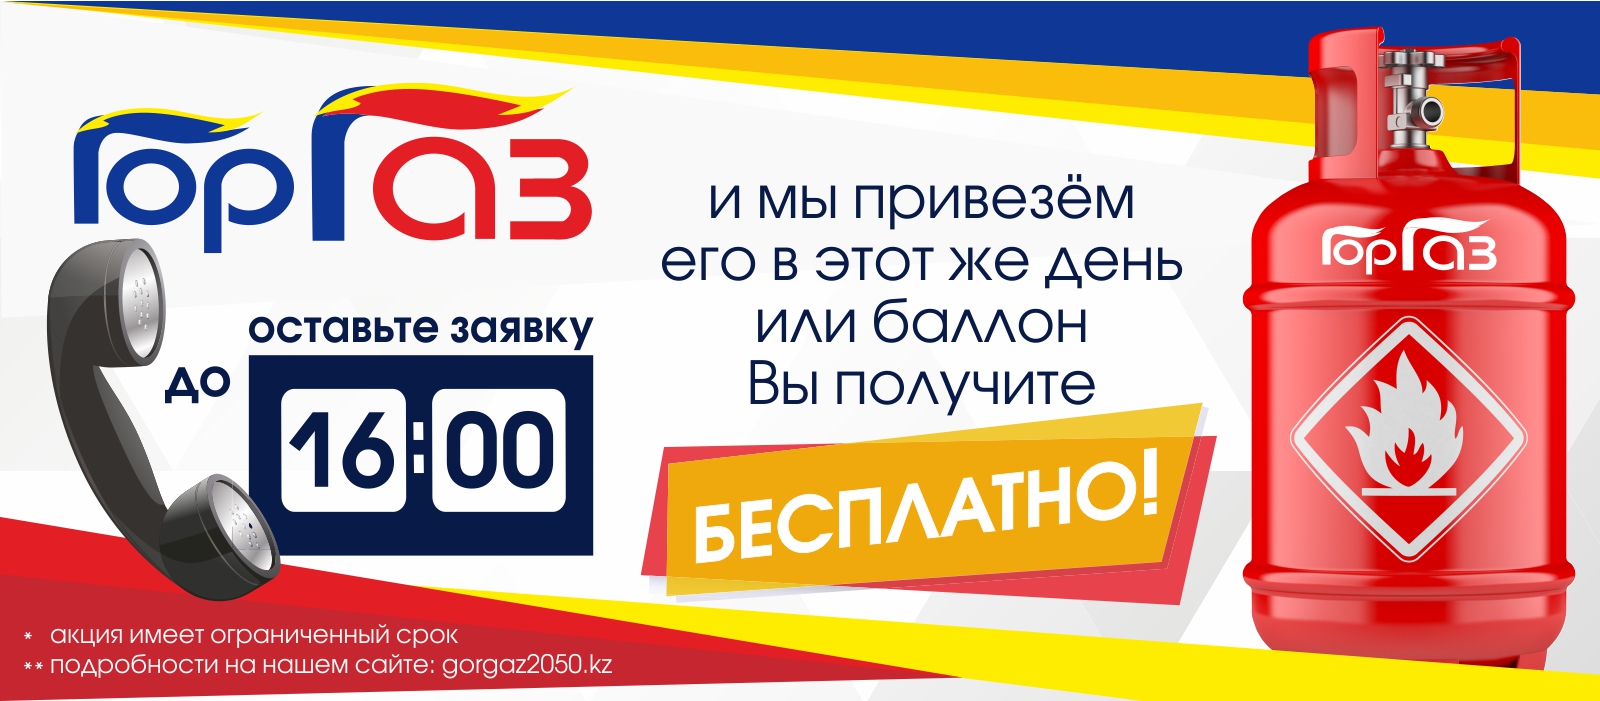 ГорГаз
оставьте заявку
до
16:00
и мы привезём
его в этот же день
или баллон
Вы получите
БЕСПЛАТНО!
ГорГаз
* акция имеет ограниченный срок
** подробности на нашем сайте: gorgaz2050.kz